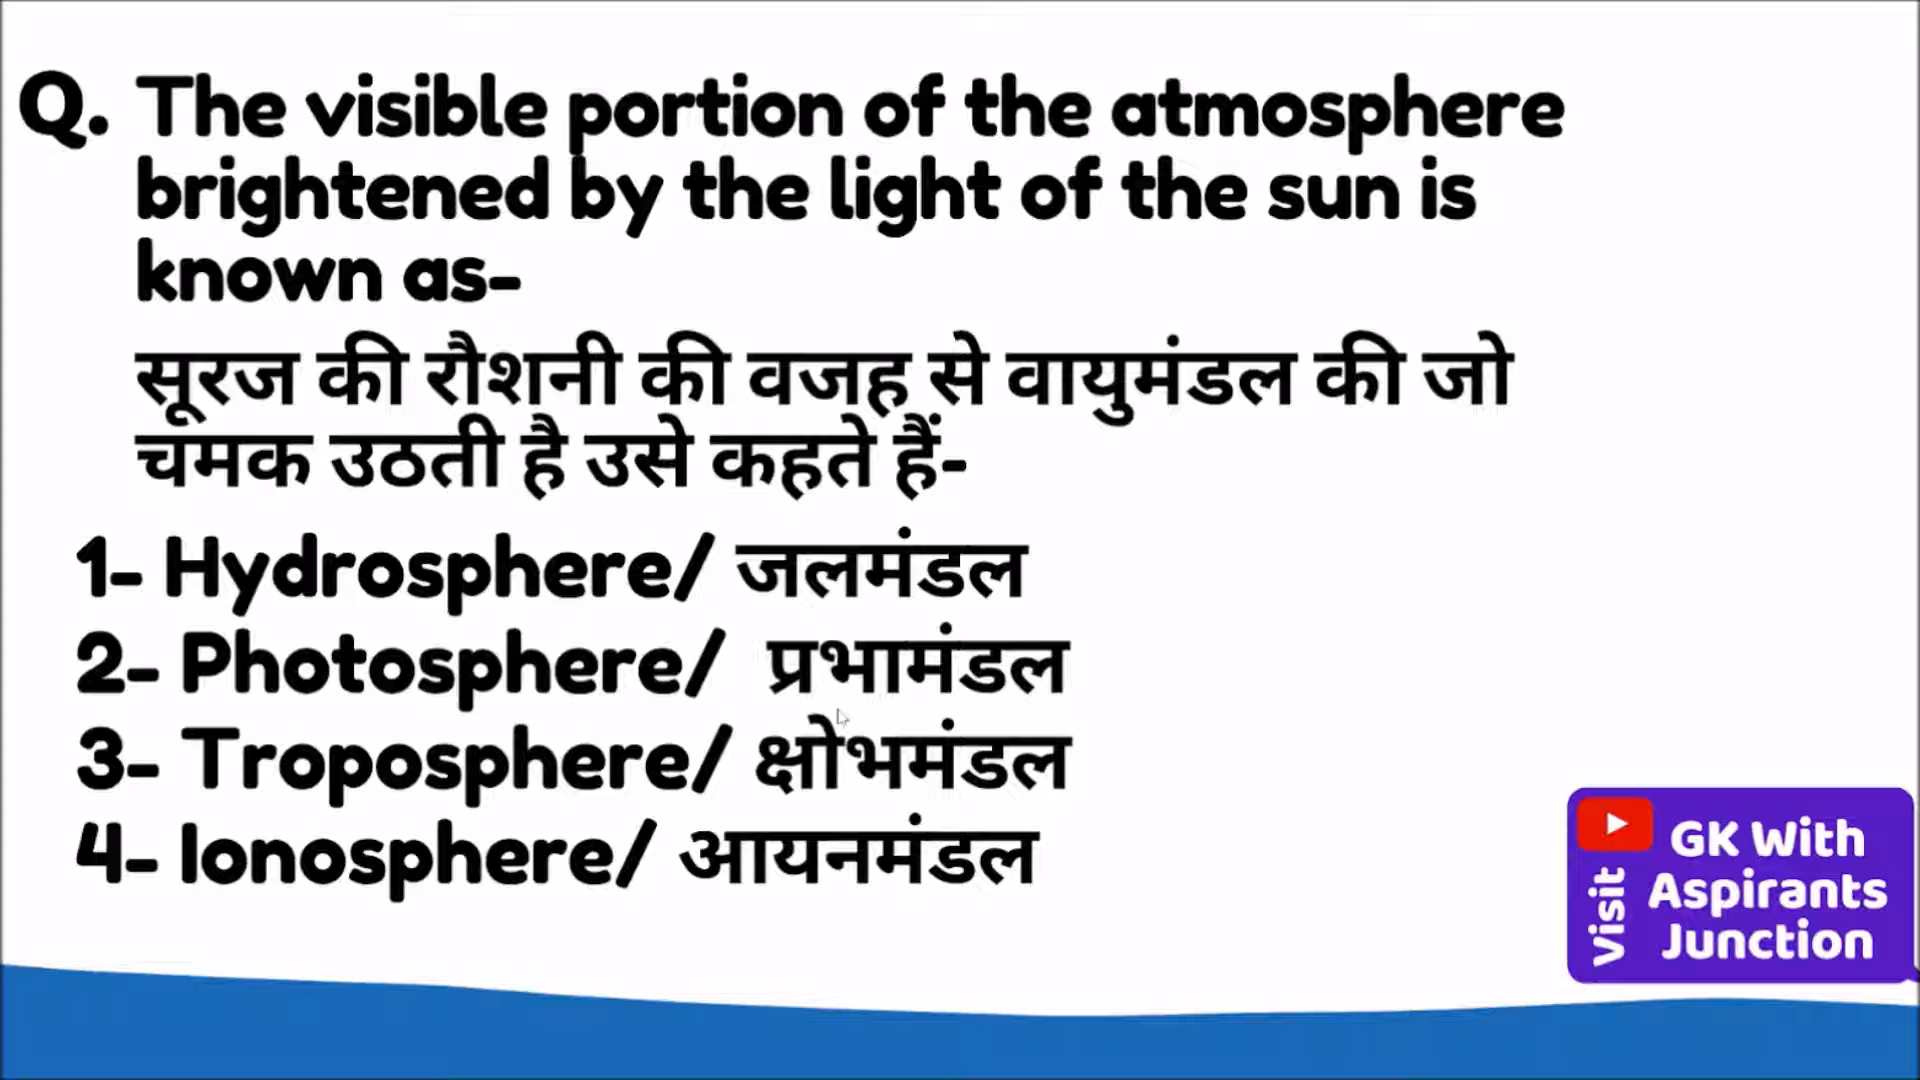 Q. The visible portion of the atmosphere
brightened by the light of the sun is
known as-
सूरज की रौशनी की वजह से वायुमंडल की जो
चमक उठती है उसे कहते हैं-
1- Hydrosphere/ जलमंडल
2- Photosphere/ प्रभामंडल
3- Troposphere/ क्षोभमंडल
4- Ionosphere/ आयनमंडल
Visit
GK With
Aspirants
Junction